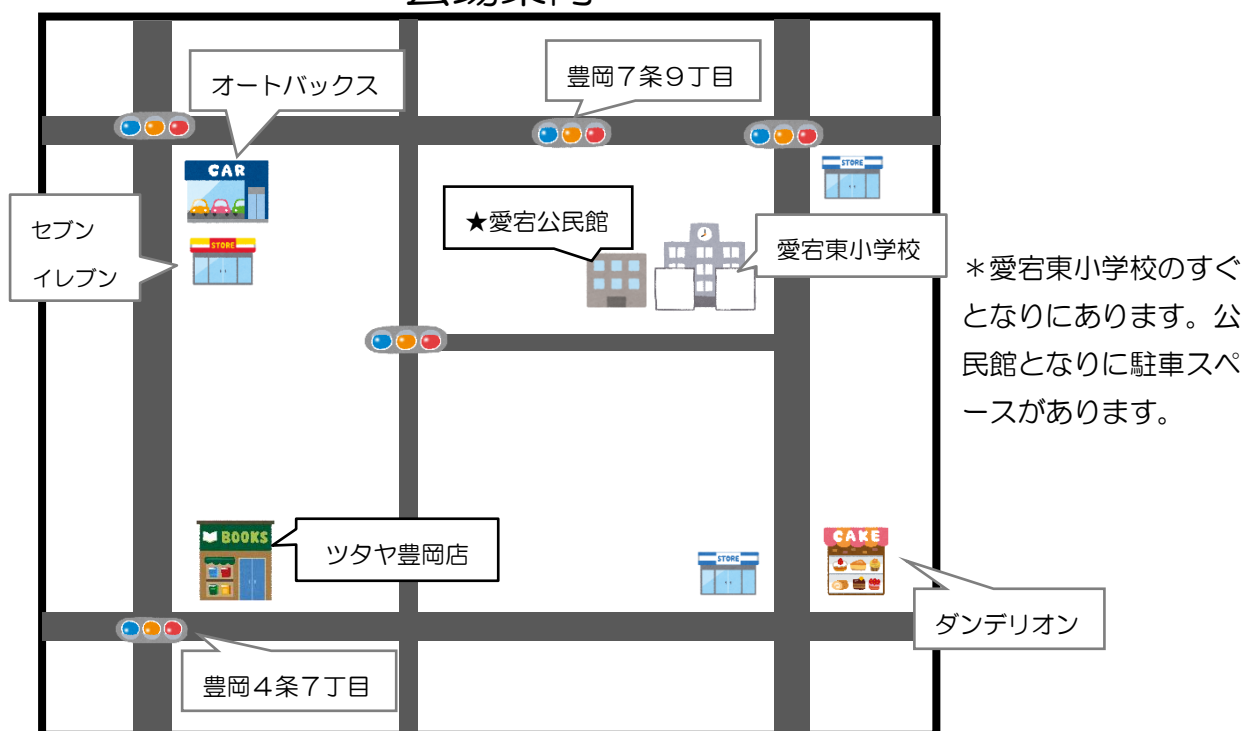 オートバックス
豊岡7条9丁目
CAR
STORE
セブン
イレブン
★愛宕公民館
愛宕東小学校
STORE
*愛宕東小学校のすぐ
となりにあります。公
民館となりに駐車スペ
ースがあります。
BOOKS
ツタヤ豊岡店
STORE
CAKE
ダンデリオン
豊岡4条7丁目